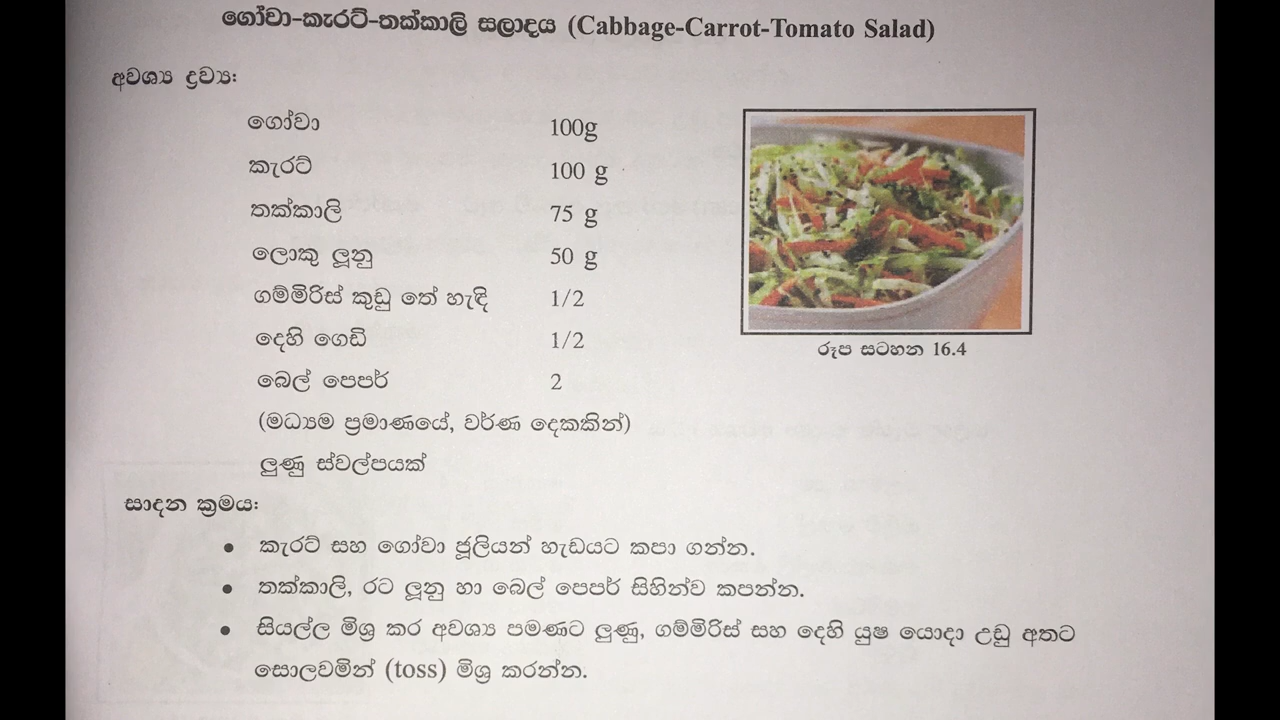 ගෝවා-කැරට්-තක්කාලි සලාදය (Cabbage-Carrot-Tomato Salad)
අවශ්‍ය ද්‍රව්‍ය:
ගෝවා 100g
කැරට් 100 g
තක්කාලි 75 g
ලොකු ලූනු 50 g
ගම්මිරිස් කුඩු තේ හැඳි 1/2
දෙහි ගෙඩි 1/2
බෙල් පෙපර් 2
(මධ්‍යම ප්‍රමාණයේ, වර්ණ දෙකකින්)
ලුණු ස්වල්පයක්
රූප සටහන 16.4
සාදන ක්‍රමය:
• කැරට් සහ ගෝවා ජූලියන් හැඩයට කපා ගන්න.
• තක්කාලි, රට ලූනු හා බෙල් පෙපර් සිහින්ව කපන්න.
• සියල්ල මිශ්‍ර කර අවශ්‍ය පමණට ලුණු, ගම්මිරිස් සහ දෙහි යුෂ යොදා උඩු අතට
සොලවමින් (toss) මිශ්‍ර කරන්න.